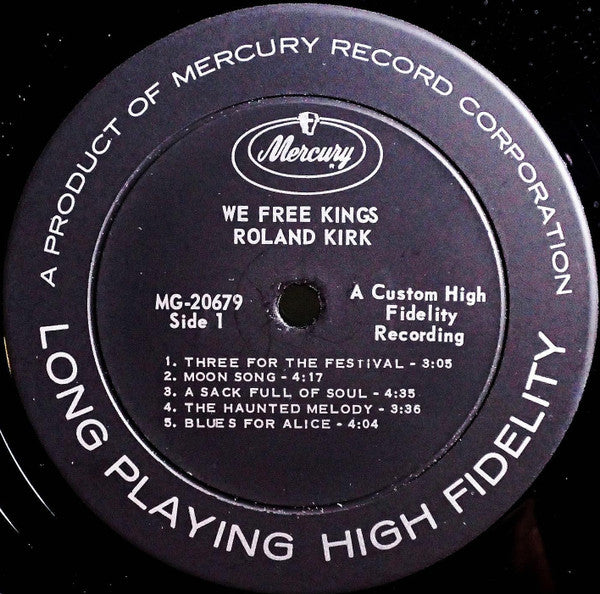 A PRODUCT OF MERCURY RECORD CORPORATION
Mercury
WE FREE KINGS
ROLAND KIRK
MG-20679
Side 1
A Custom High
Fidelity
Recording
1. THREE FOR THE FESTIVAL - 3:05
2. MOON SONG - 4:17
3. A SACK FULL OF SOUL - 4:35
4. THE HAUNTED MELODY - 3:36
5. BLUES FOR ALICE - 4:04
LONG PLAYING HIGH FIDELITY